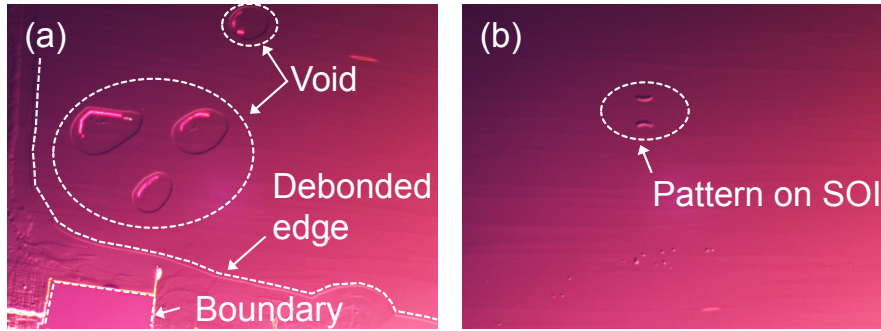 (a)
Void
Debonded
edge
Boundary
(b)
Pattern on SOI